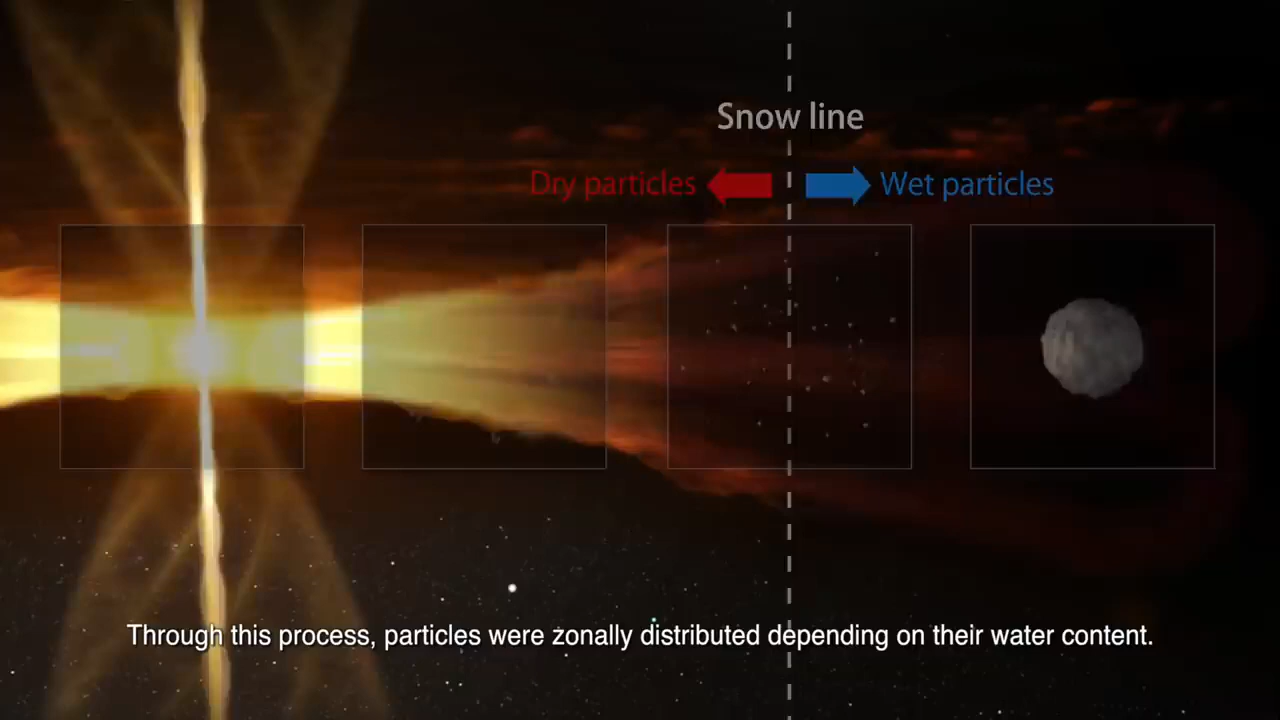 Snow line
Dry particles
Wet particles
Through this process, particles were zonally distributed depending on their water content.